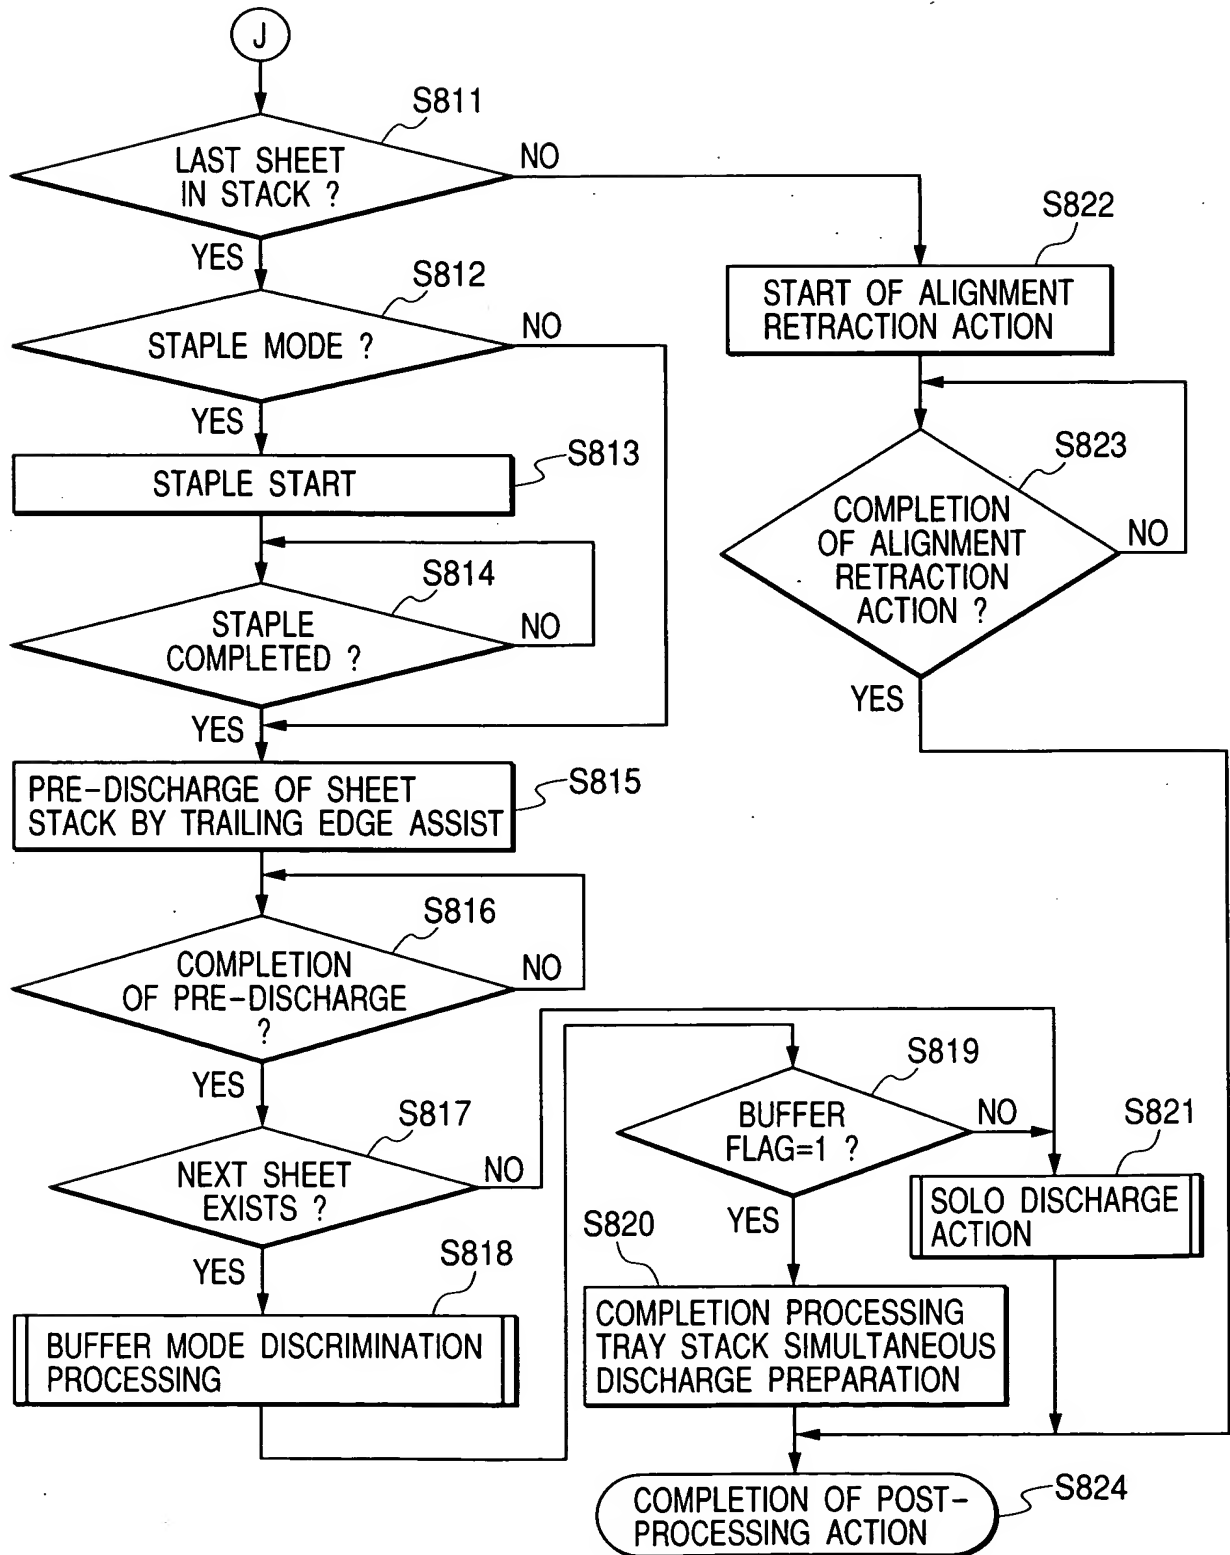 J
S811
LAST SHEET
IN STACK ?
NO
YES
S812
STAPLE MODE ?
NO
YES
S813
STAPLE START
S814
STAPLE
COMPLETED ?
NO
YES
S815
PRE-DISCHARGE OF SHEET
STACK BY TRAILING EDGE ASSIST
S816
COMPLETION
OF PRE-DISCHARGE
?
NO
YES
S817
NEXT SHEET
EXISTS ?
NO
YES
S818
BUFFER MODE DISCRIMINATION
PROCESSING
S819
BUFFER
FLAG=1 ?
NO
YES
S820
COMPLETION PROCESSING
TRAY STACK SIMULTANEOUS
DISCHARGE PREPARATION
S821
SOLO DISCHARGE
ACTION
S822
START OF ALIGNMENT
RETRACTION ACTION
S823
COMPLETION
OF ALIGNMENT
RETRACTION
ACTION ?
NO
YES
S824
COMPLETION OF POST-
PROCESSING ACTION